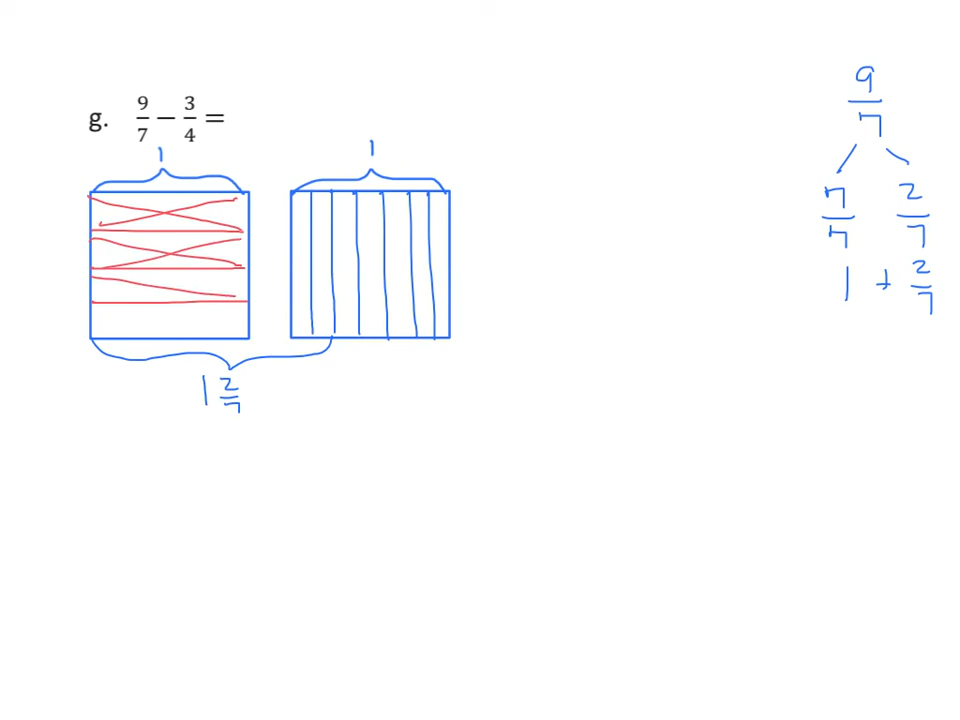 g. 9/7 − 3/4 =
1 1
1 2/7
9/7
7/7 2/7
1 + 2/7